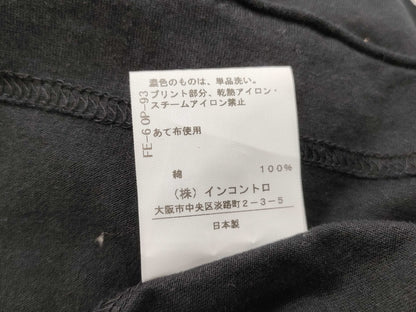 濃色のものは、単品洗い。
プリント部分、乾熱アイロン・
スチームアイロン禁止
あて布使用
綿 100%
(株)インコントロ
大阪市中央区淡路町2-3-5
日本製
FE-60P-93